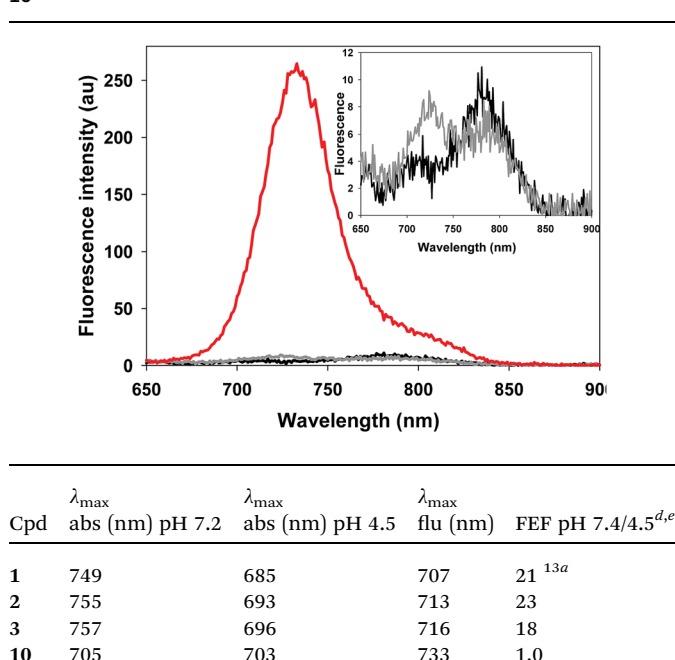 250
200
150
100
50
0
Fluorescence intensity (au)
650 700 750 800 850
Wavelength (nm)
12
10
8
6
4
2
0
Fluorescence
650 700 750 800 850 900
Wavelength (nm)
λmax λmax λmax
Cpd abs (nm) pH 7.2 abs (nm) pH 4.5 flu (nm) FEF pH 7.4/4.5d,e
1 749 685 707 21 13a
2 755 693 713 23
3 757 696 716 18
10 705 703 733 1.0